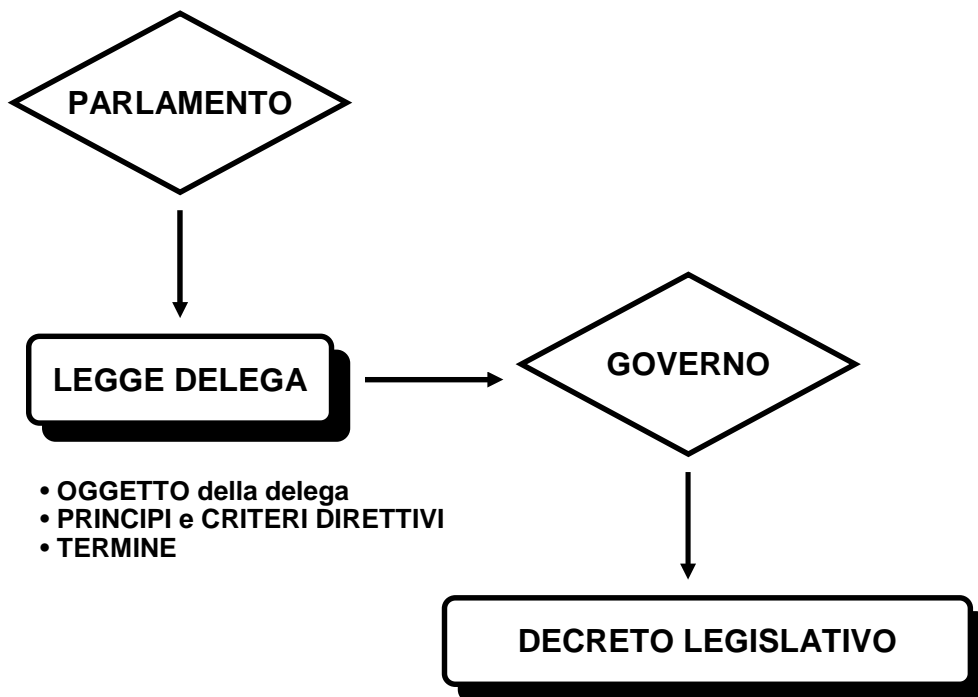 PARLAMENTO
LEGGE DELEGA
GOVERNO
• OGGETTO della delega
• PRINCIPI e CRITERI DIRETTIVI
• TERMINE
DECRETO LEGISLATIVO